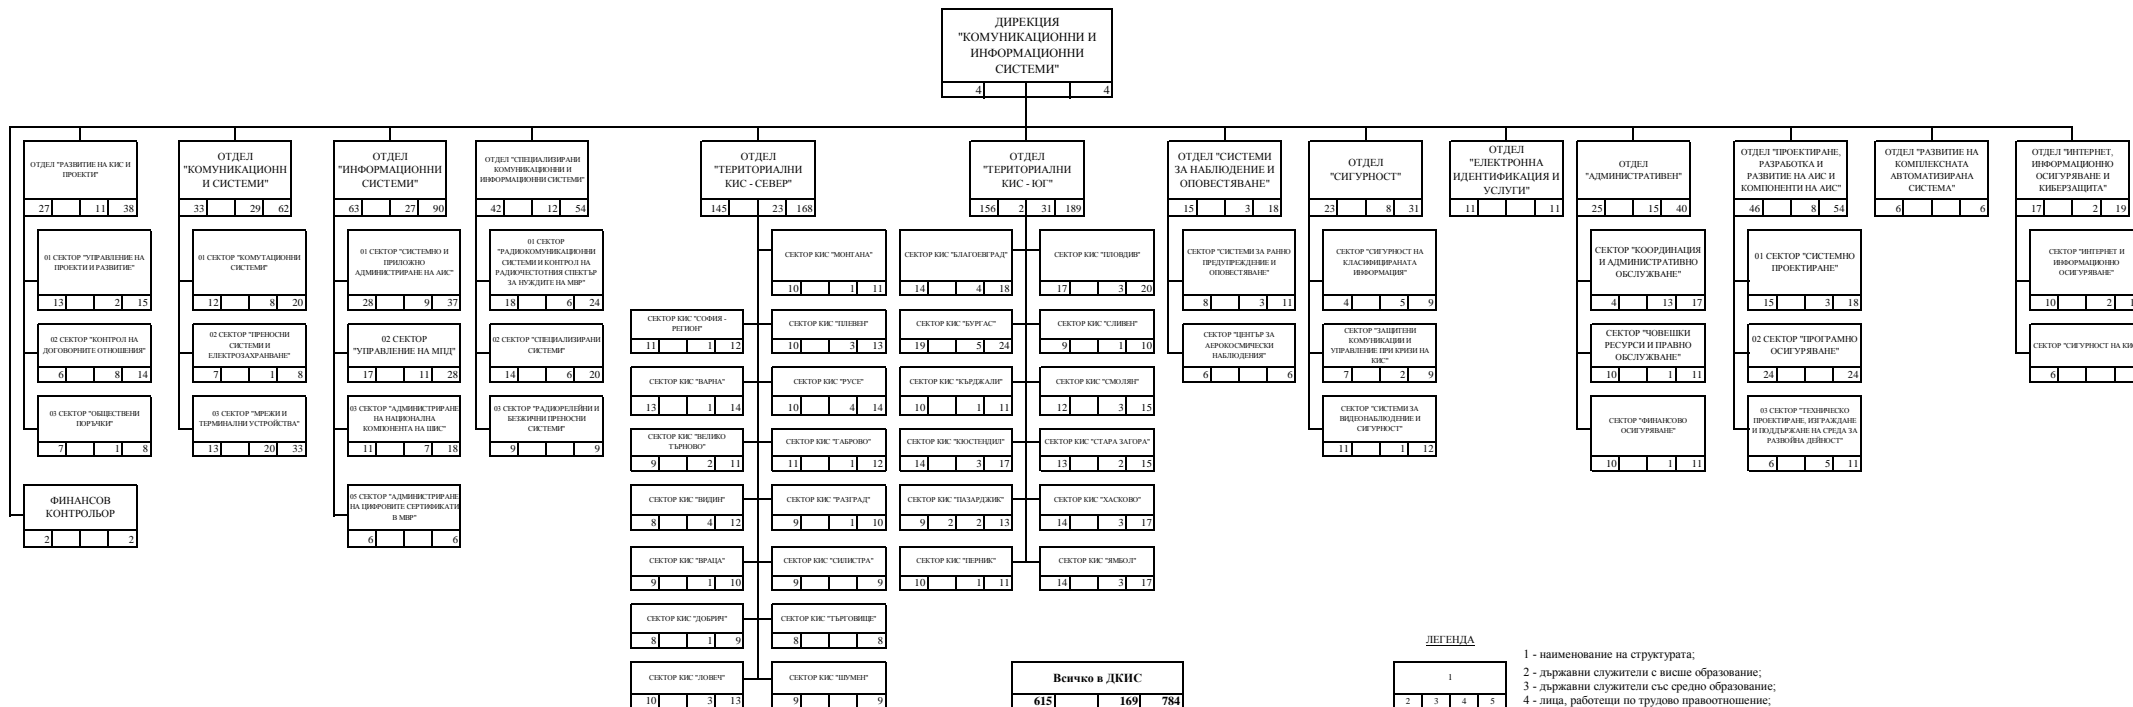 ДИРЕКЦИЯ
"КОМУНИКАЦИОННИ И
ИНФОРМАЦИОННИ
СИСТЕМИ"
4 4
ОТДЕЛ "РАЗВИТИЕ НА КИС И
ПРОЕКТИ"
27 11 38
01 СЕКТОР "УПРАВЛЕНИЕ НА
ПРОЕКТИ И РАЗВИТИЕ"
13 2 15
02 СЕКТОР "КОНТРОЛ НА
ДОГОВОРНИТЕ ОТНОШЕНИЯ"
6 8 14
03 СЕКТОР "ОБЩЕСТВЕНИ
ПОРЪЧКИ"
7 1 8
ФИНАНСОВ
КОНТРОЛЬОР
2 2
ОТДЕЛ
"КОМУНИКАЦИОНН
И СИСТЕМИ"
33 29 62
01 СЕКТОР "КОМУТАЦИОННИ
СИСТЕМИ"
12 8 20
02 СЕКТОР "ПРЕНОСНИ
СИСТЕМИ И
ЕЛЕКТРОЗАХРАНВАНЕ"
7 1 8
03 СЕКТОР "МРЕЖИ И
ТЕРМИНАЛНИ УСТРОЙСТВА"
13 20 33
ОТДЕЛ
"ИНФОРМАЦИОННИ
СИСТЕМИ"
63 27 90
01 СЕКТОР "СИСТЕМНО И
ПРИЛОЖНО
АДМИНИСТРИРАНЕ НА АИС"
28 9 37
02 СЕКТОР
"УПРАВЛЕНИЕ НА МПД"
17 11 28
03 СЕКТОР "АДМИНИСТРИРАНЕ
НА НАЦИОНАЛНА
КОМПОНЕНТА НА ШИС"
11 7 18
05 СЕКТОР "АДМИНИСТРИРАНЕ
НА ЦИФРОВИТЕ СЕРТИФИКАТИ
В МВР"
6 6
ОТДЕЛ "СПЕЦИАЛИЗИРАНИ
КОМУНИКАЦИОННИ И
ИНФОРМАЦИОННИ СИСТЕМИ"
42 12 54
01 СЕКТОР
"РАДИОКОМУНИКАЦИОННИ
СИСТЕМИ И КОНТРОЛ НА
РАДИОЧЕСТОТНИЯ СПЕКТЪР
ЗА НУЖДИТЕ НА МВР"
18 6 24
02 СЕКТОР "СПЕЦИАЛИЗИРАНИ
СИСТЕМИ"
14 6 20
03 СЕКТОР "РАДИОРЕЛЕЙНИ И
БЕЗЖИЧНИ ПРЕНОСНИ
СИСТЕМИ"
9 9
ОТДЕЛ
"ТЕРИТОРИАЛНИ
КИС - СЕВЕР"
145 23 168
СЕКТОР КИС "МОНТАНА"
10 1 11
СЕКТОР КИС "СОФИЯ -
РЕГИОН"
11 1 12
СЕКТОР КИС "ПЛЕВЕН"
10 3 13
СЕКТОР КИС "ВАРНА"
13 1 14
СЕКТОР КИС "РУСЕ"
10 4 14
СЕКТОР КИС "ВЕЛИКО
ТЪРНОВО"
9 2 11
СЕКТОР КИС "ГАБРОВО"
11 1 12
СЕКТОР КИС "ВИДИН"
8 4 12
СЕКТОР КИС "РАЗГРАД"
9 1 10
СЕКТОР КИС "ВРАЦА"
9 1 10
СЕКТОР КИС "СИЛИСТРА"
9 9
СЕКТОР КИС "ДОБРИЧ"
8 1 9
СЕКТОР КИС "ТЪРГОВИЩЕ"
8 8
СЕКТОР КИС "ЛОВЕЧ"
10 3 13
СЕКТОР КИС "ШУМЕН"
9 9
ОТДЕЛ
"ТЕРИТОРИАЛНИ
КИС - ЮГ"
156 2 31 189
СЕКТОР КИС "БЛАГОЕВГРАД"
14 4 18
СЕКТОР КИС "ПЛОВДИВ"
17 3 20
СЕКТОР КИС "БУРГАС"
19 5 24
СЕКТОР КИС "СЛИВЕН"
9 1 10
СЕКТОР КИС "КЪРДЖАЛИ"
10 1 11
СЕКТОР КИС "СМОЛЯН"
12 3 15
СЕКТОР КИС "КЮСТЕНДИЛ"
14 3 17
СЕКТОР КИС "СТАРА ЗАГОРА"
13 2 15
СЕКТОР КИС "ПАЗАРДЖИК"
9 2 2 13
СЕКТОР КИС "ХАСКОВО"
14 3 17
СЕКТОР КИС "ПЕРНИК"
10 1 11
СЕКТОР КИС "ЯМБОЛ"
14 3 17
ОТДЕЛ "СИСТЕМИ
ЗА НАБЛЮДЕНИЕ И
ОПОВЕСТЯВАНЕ"
15 3 18
СЕКТОР "СИСТЕМИ ЗА РАННО
ПРЕДУПРЕЖДЕНИЕ И
ОПОВЕСТЯВАНЕ"
8 3 11
СЕКТОР "ЦЕНТЪР ЗА
АЕРОКОСМИЧЕСКИ
НАБЛЮДЕНИЯ"
6 6
ОТДЕЛ
"СИГУРНОСТ"
23 8 31
СЕКТОР "СИГУРНОСТ НА
КЛАСИФИЦИРАНАТА
ИНФОРМАЦИЯ"
4 5 9
СЕКТОР "ЗАЩИТЕНИ
КОМУНИКАЦИИ И
УПРАВЛЕНИЕ ПРИ КРИЗИ НА
КИС"
7 2 9
СЕКТОР "СИСТЕМИ ЗА
ВИДЕОНАБЛЮДЕНИЕ И
СИГУРНОСТ"
11 1 12
ОТДЕЛ
"ЕЛЕКТРОННА
ИДЕНТИФИКАЦИЯ И
УСЛУГИ"
11 11
ОТДЕЛ
"АДМИНИСТРАТИВЕН"
25 15 40
СЕКТОР "КООРДИНАЦИЯ
И АДМИНИСТРАТИВНО
ОБСЛУЖВАНЕ"
4 13 17
СЕКТОР "ЧОВЕШКИ
РЕСУРСИ И ПРАВНО
ОБСЛУЖВАНЕ"
10 1 11
СЕКТОР "ФИНАНСОВО
ОСИГУРЯВАНЕ"
10 1 11
ОТДЕЛ "ПРОЕКТИРАНЕ,
РАЗРАБОТКА И
РАЗВИТИЕ НА АИС И
КОМПОНЕНТИ НА АИС"
46 8 54
01 СЕКТОР "СИСТЕМНО
ПРОЕКТИРАНЕ"
15 3 18
02 СЕКТОР "ПРОГРАМНО
ОСИГУРЯВАНЕ"
24 24
03 СЕКТОР "ТЕХНИЧЕСКО
ПРОЕКТИРАНЕ, ИЗГРАЖДАНЕ
И ПОДДЪРЖАНЕ НА СРЕДА ЗА
РАЗВОЙНА ДЕЙНОСТ"
6 5 11
ОТДЕЛ "РАЗВИТИЕ НА
КОМПЛЕКСНАТА
АВТОМАТИЗИРАНА
СИСТЕМА"
6 6
ОТДЕЛ "ИНТЕРНЕТ,
ИНФОРМАЦИОННО
ОСИГУРЯВАНЕ И
КИБЕРЗАЩИТА"
17 2 19
СЕКТОР "ИНТЕРНЕТ И
ИНФОРМАЦИОННО
ОСИГУРЯВАНЕ"
10 2
СЕКТОР "СИГУРНОСТ НА КИС
6
Всичко в ДКИС
615 169 784
ЛЕГЕНДА
1
2 3 4 5
1 - наименование на структурата;
2 - държавни служители с висше образование;
3 - държавни служители със средно образование;
4 - лица, работещи по трудово правоотношение;